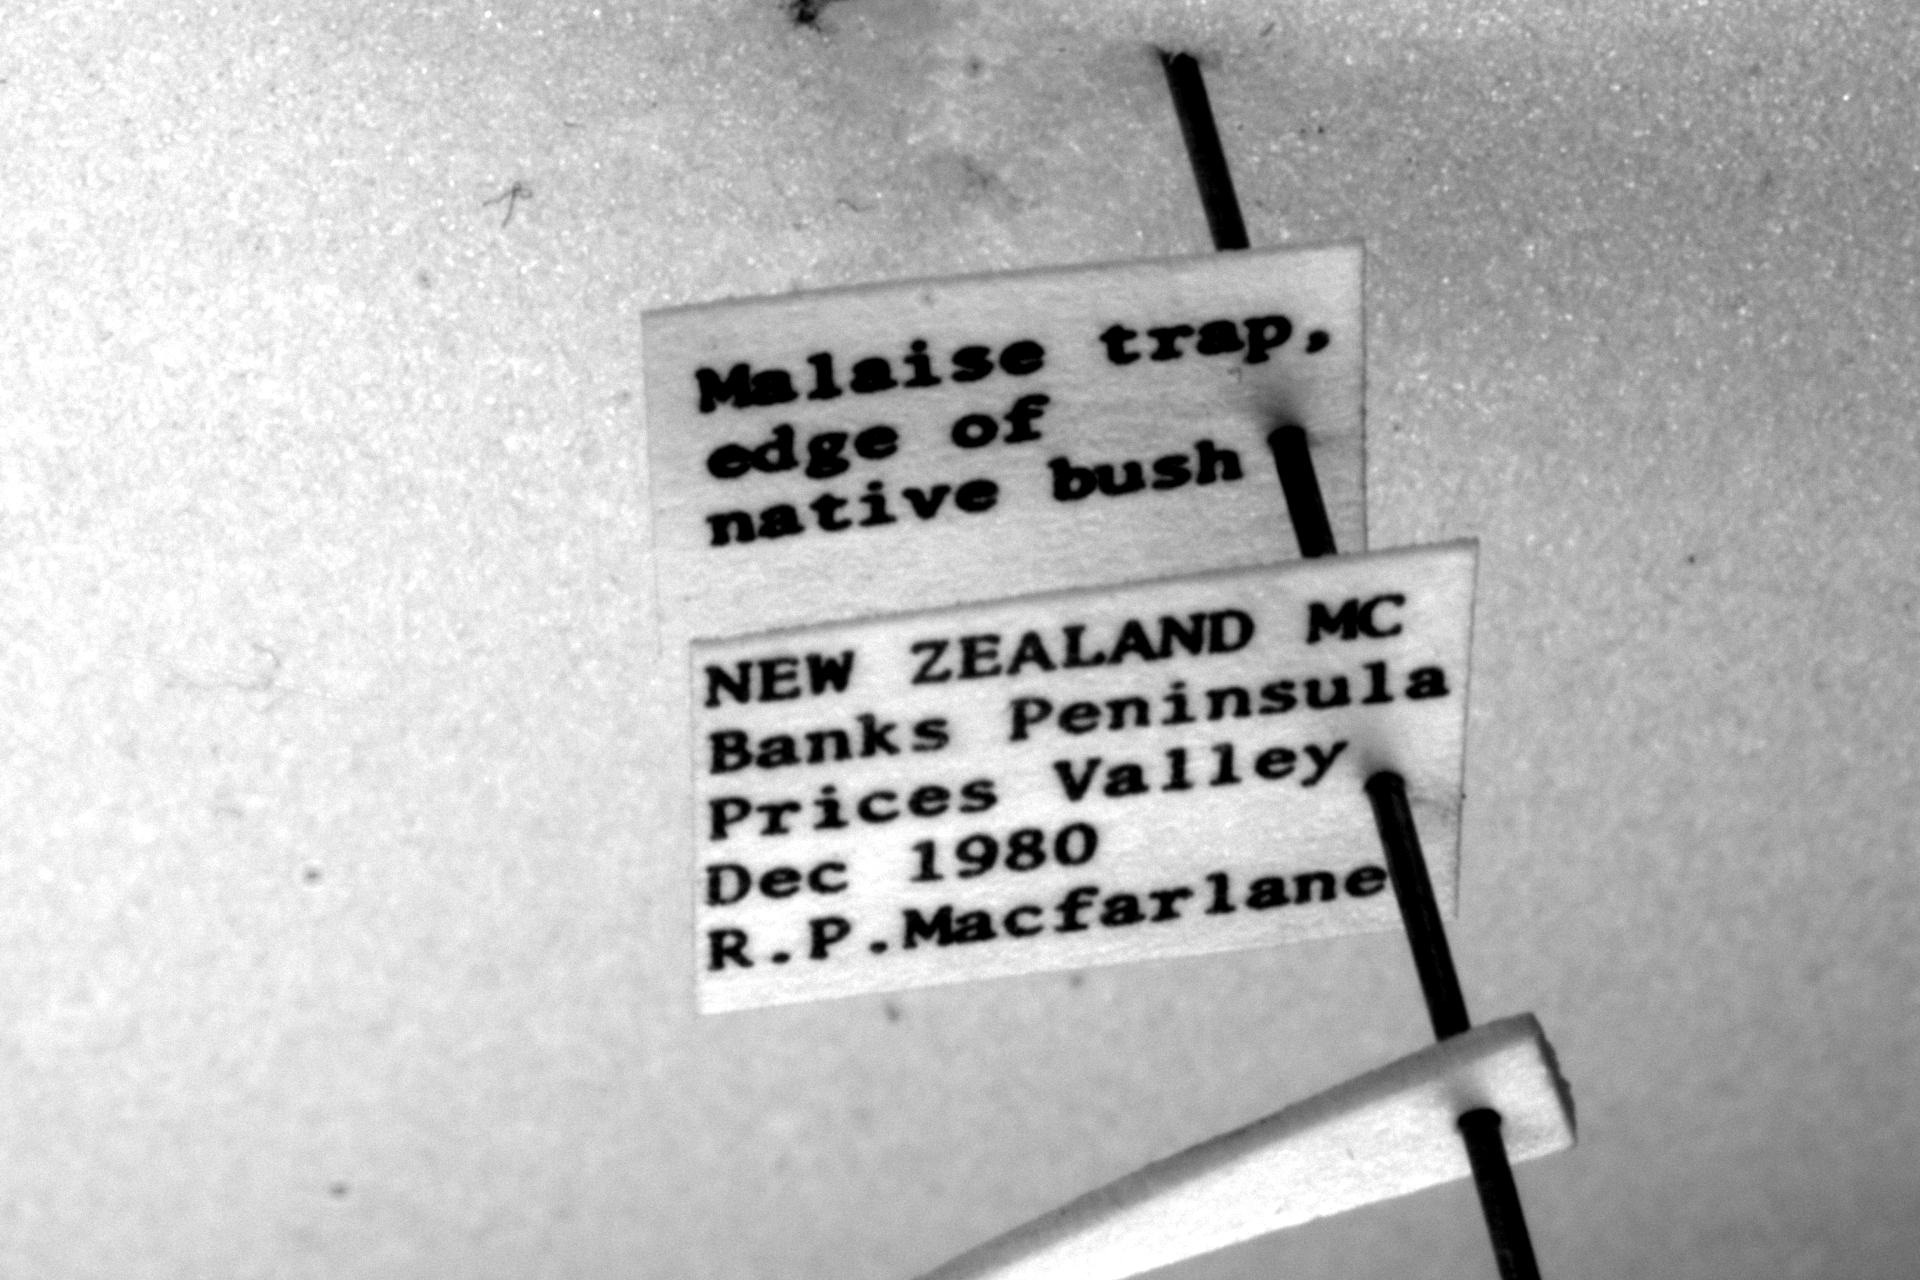 Malaise trap,
edge of
native bush
NEW ZEALAND MC
Banks Peninsula
Prices Valley
Dec 1980
R.P.Macfarlane